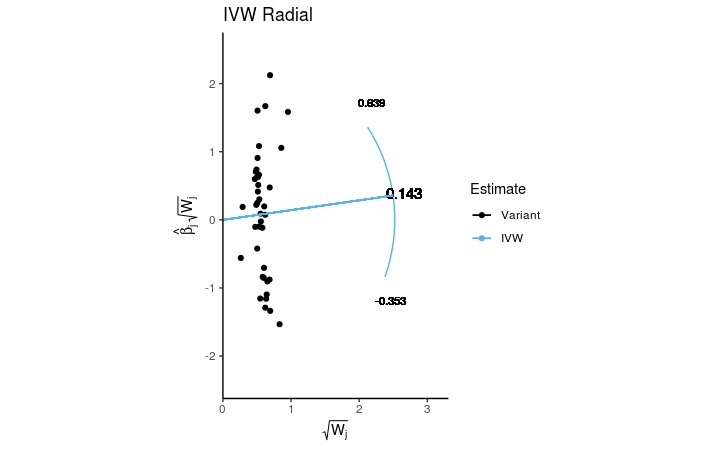 IVW Radial
2
1
0
-1
-2
β̂ⱼ√Wⱼ
0.639
0.143
-0.353
0
1
2
3
√Wⱼ
Estimate
Variant
IVW